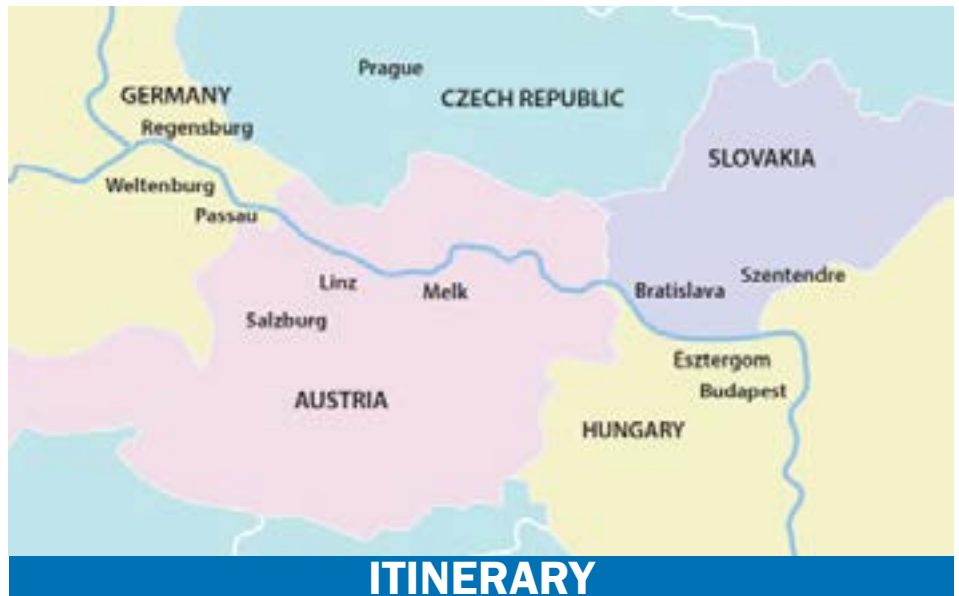 Prague
GERMANY
CZECH REPUBLIC
Regensburg
SLOVAKIA
Weltenburg
Passau
Szentendre
Linz
Melk
Bratislava
Salzburg
Esztergom
Budapest
AUSTRIA
HUNGARY
ITINERARY